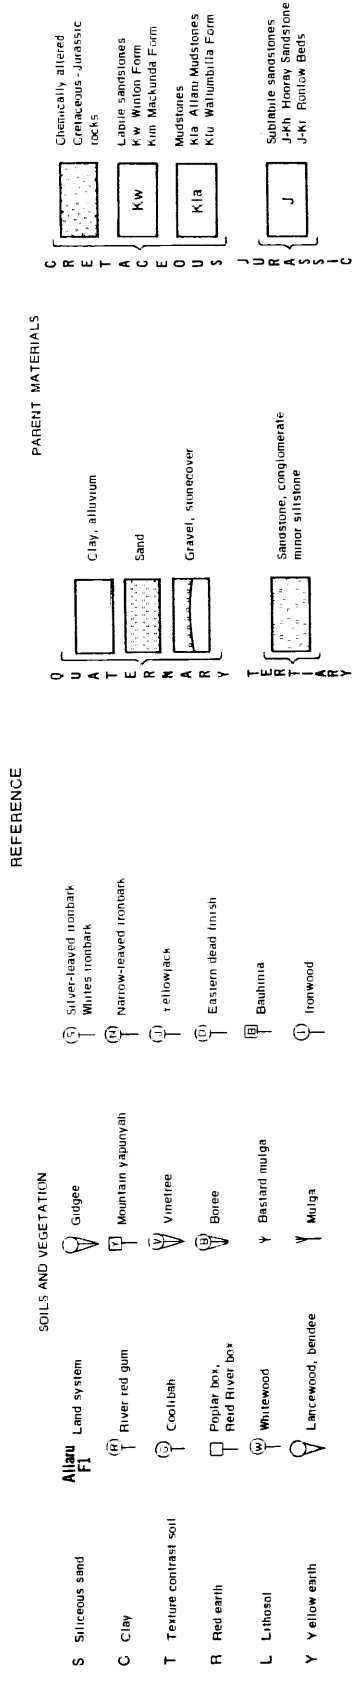 REFERENCE
SOILS AND VEGETATION
S Siliceous sand
C Clay
T Texture contrast soil
R Red earth
L Lithosol
Y Yellow earth
Allaru
F1
Land system
R River red gum
C Coolibah
Poplar box,
Reid River box
W Whitewood
Lancewood, bendee
Gidgee
Y Mountain yapunyah
V Vinetree
B Boree
Bastard mulga
Mulga
S Silver-leaved ironbark
Whites ironbark
N Narrow-leaved ironbark
J Yellowjack
D Eastern dead finish
B Bauhinia
I Ironwood
PARENT MATERIALS
QUATERNARY
Clay, alluvium
Sand
Gravel, stonecover
TERTIARY
Sandstone, conglomerate
minor siltstone
CRETACEOUS
Chemically altered
Cretaceous-Jurassic
rocks
Kw
Labile sandstones
Kw Winton Form
Km Mackunda Form
Kla
Mudstones
Kla Allaru Mudstones
Klu Wallumbilla Form
JURASSIC
J
Sublabile sandstones
J-Kh Hooray Sandstone
J-Kr Ronlow Beds